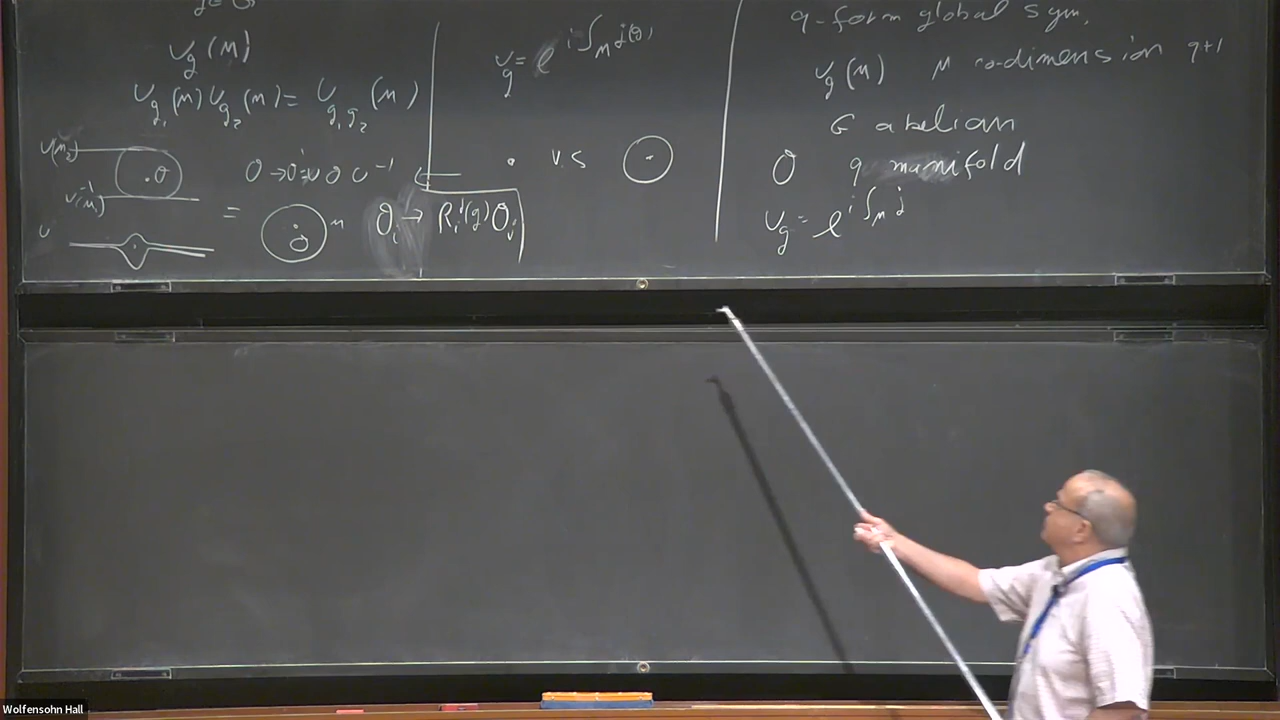 U_g(M)
U_{g_1}(M) U_{g_2}(M) = U_{g_1 g_2}(M)
U(M_2)
O
U^{-1}(M_1)
O → O' = U O U^{-1} ←
U
= O M
O_i → R_i^j(g) O_j
U_g = e^{i∫_M j(θ)}
• v.s
q-form global sym.
U_g(M) M co-dimension q+1
G abelian
O q manifold
U_g = e^{i∫_M j}
Wolfensohn Hall